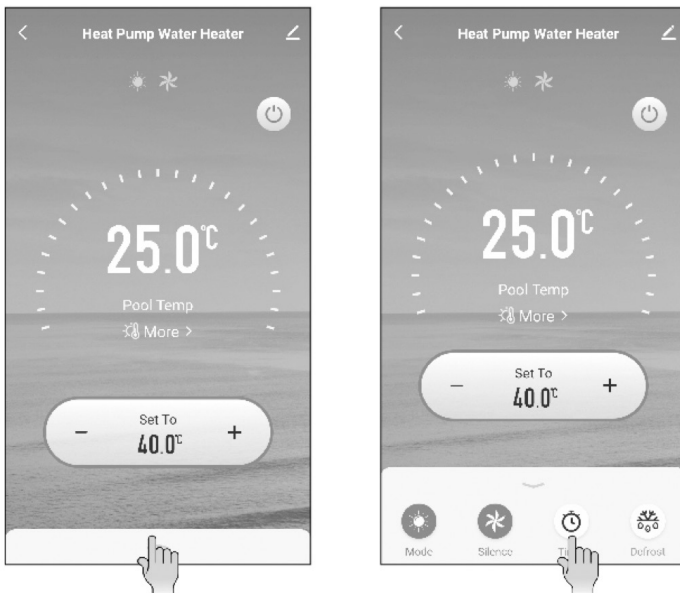 Heat Pump Water Heater
25.0°C
Pool Temp
More >
Set To
- 40.0°C +
Heat Pump Water Heater
25.0°C
Pool Temp
More >
Set To
- 40.0°C +
Mode Silence Defrost